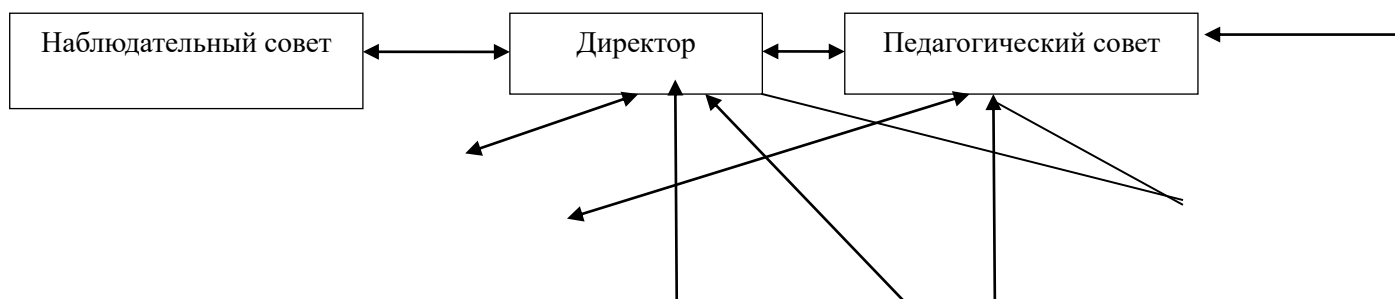 Наблюдательный совет
Директор
Педагогический совет